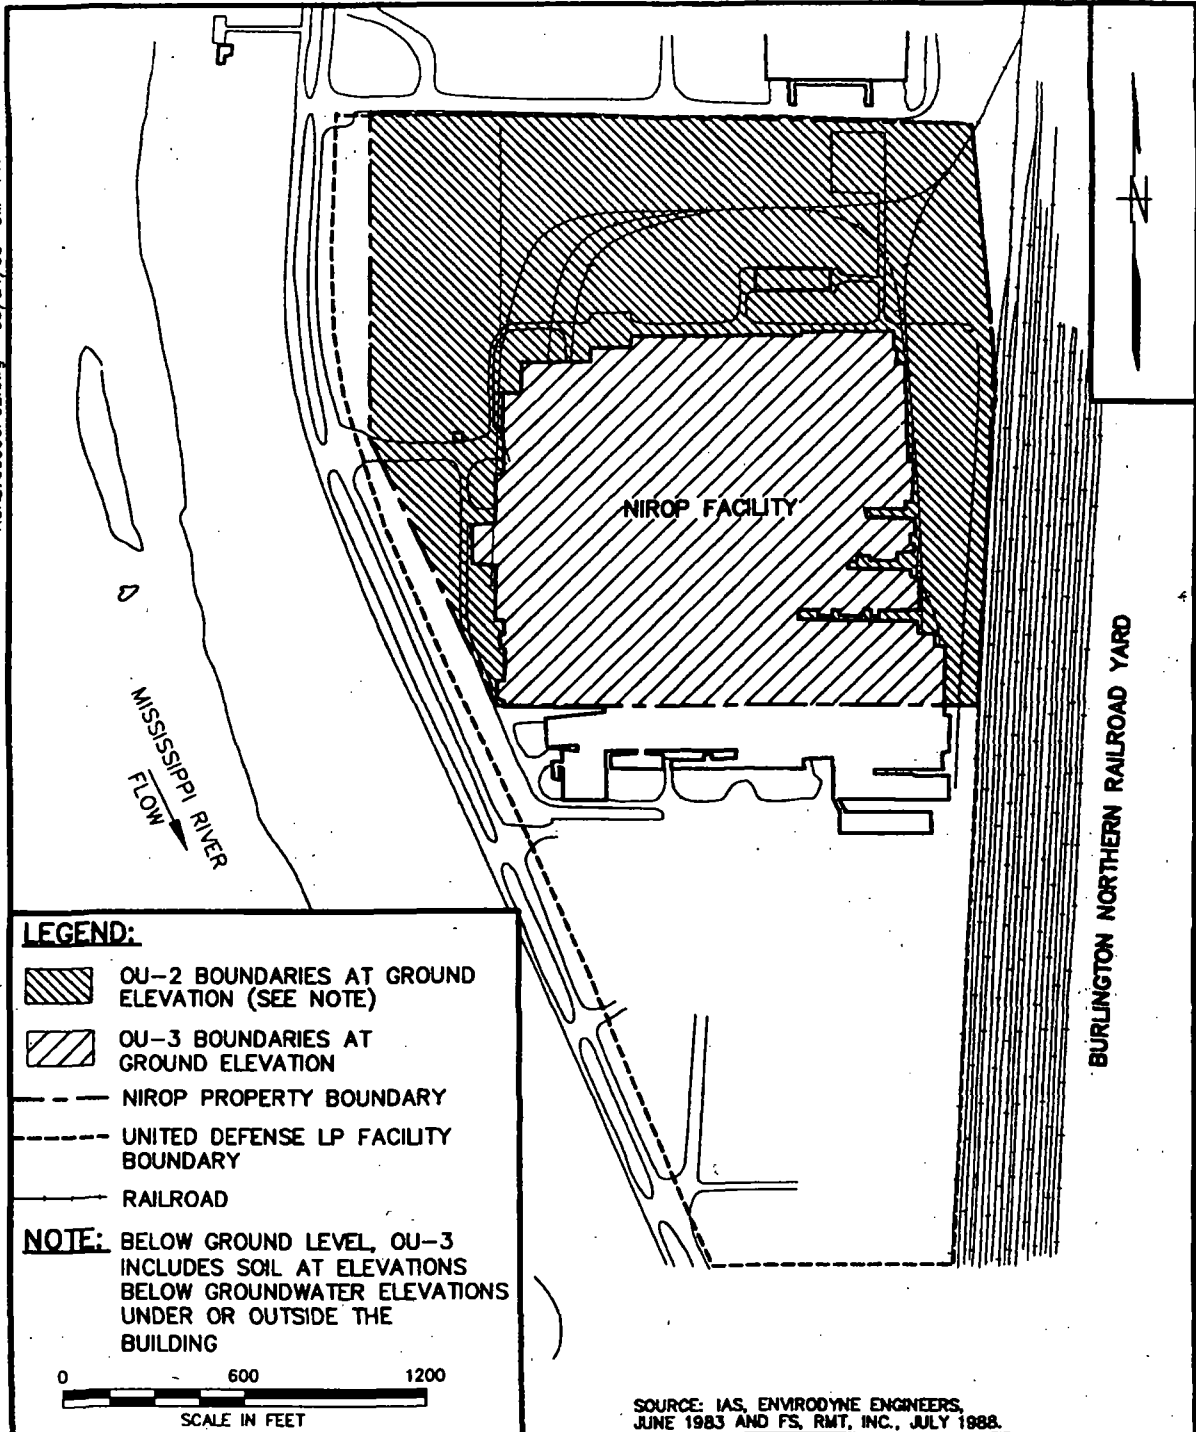 N
NIROP FACILITY
MISSISSIPPI RIVER
FLOW
BURLINGTON NORTHERN RAILROAD YARD
LEGEND:
OU-2 BOUNDARIES AT GROUND
ELEVATION (SEE NOTE)
OU-3 BOUNDARIES AT
GROUND ELEVATION
NIROP PROPERTY BOUNDARY
UNITED DEFENSE LP FACILITY
BOUNDARY
RAILROAD
NOTE: BELOW GROUND LEVEL, OU-3
INCLUDES SOIL AT ELEVATIONS
BELOW GROUNDWATER ELEVATIONS
UNDER OR OUTSIDE THE
BUILDING
0 600 1200
SCALE IN FEET
SOURCE: IAS, ENVIRODYNE ENGINEERS,
JUNE 1983 AND FS, RMT, INC., JULY 1988.